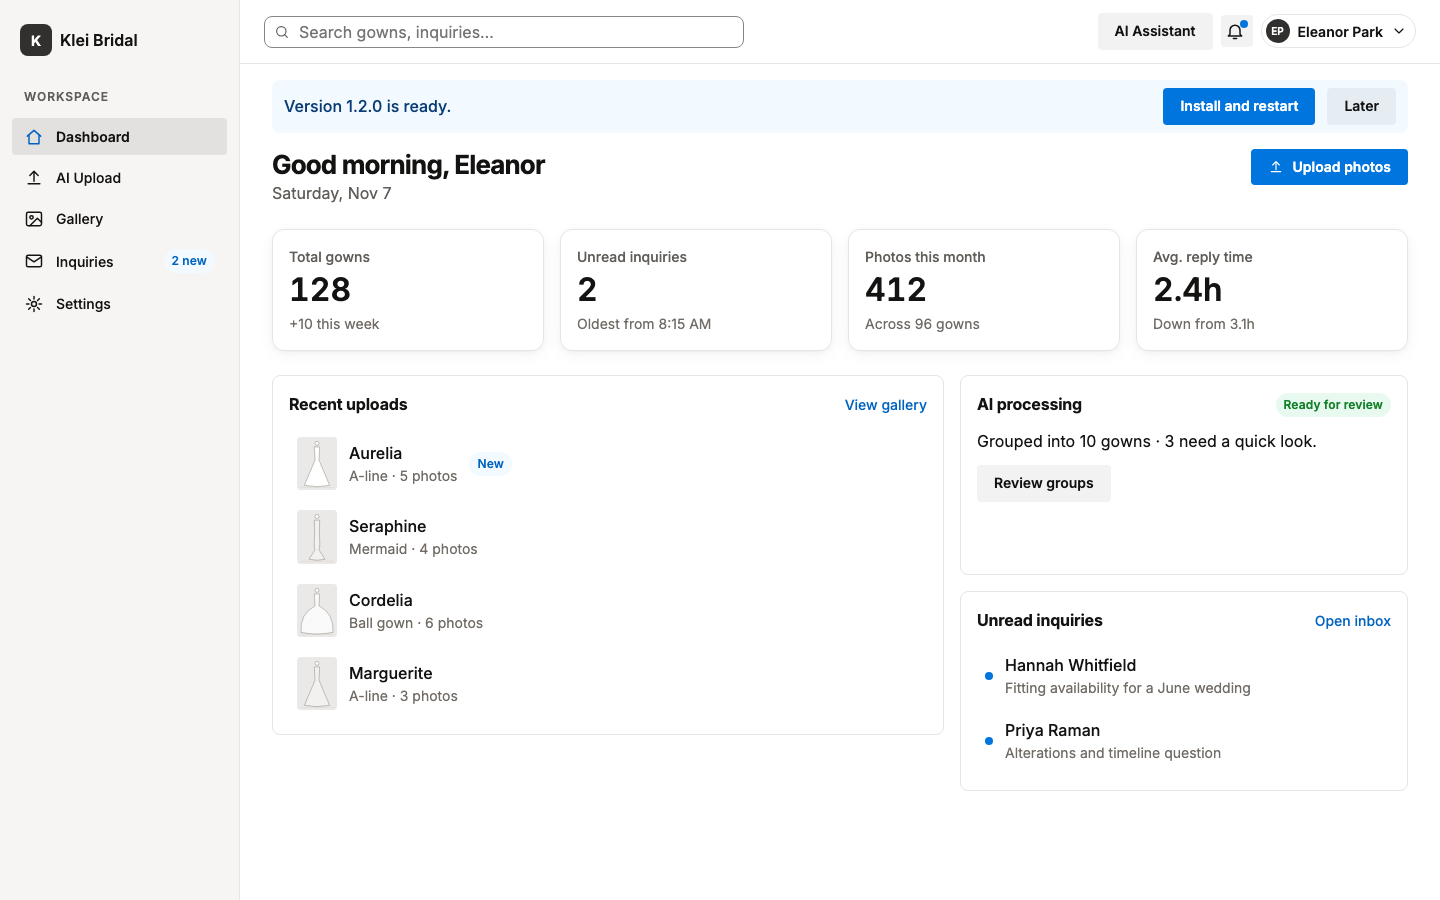 K
Klei Bridal
Search gowns, inquiries...
AI Assistant
EP
Eleanor Park
WORKSPACE
Dashboard
AI Upload
Gallery
Inquiries
2 new
Settings
Version 1.2.0 is ready.
Install and restart
Later
Good morning, Eleanor
Saturday, Nov 7
Upload photos
Total gowns
128
+10 this week
Unread inquiries
2
Oldest from 8:15 AM
Photos this month
412
Across 96 gowns
Avg. reply time
2.4h
Down from 3.1h
Recent uploads
View gallery
Aurelia
A-line · 5 photos
New
Seraphine
Mermaid · 4 photos
Cordelia
Ball gown · 6 photos
Marguerite
A-line · 3 photos
AI processing
Ready for review
Grouped into 10 gowns · 3 need a quick look.
Review groups
Unread inquiries
Open inbox
Hannah Whitfield
Fitting availability for a June wedding
Priya Raman
Alterations and timeline question